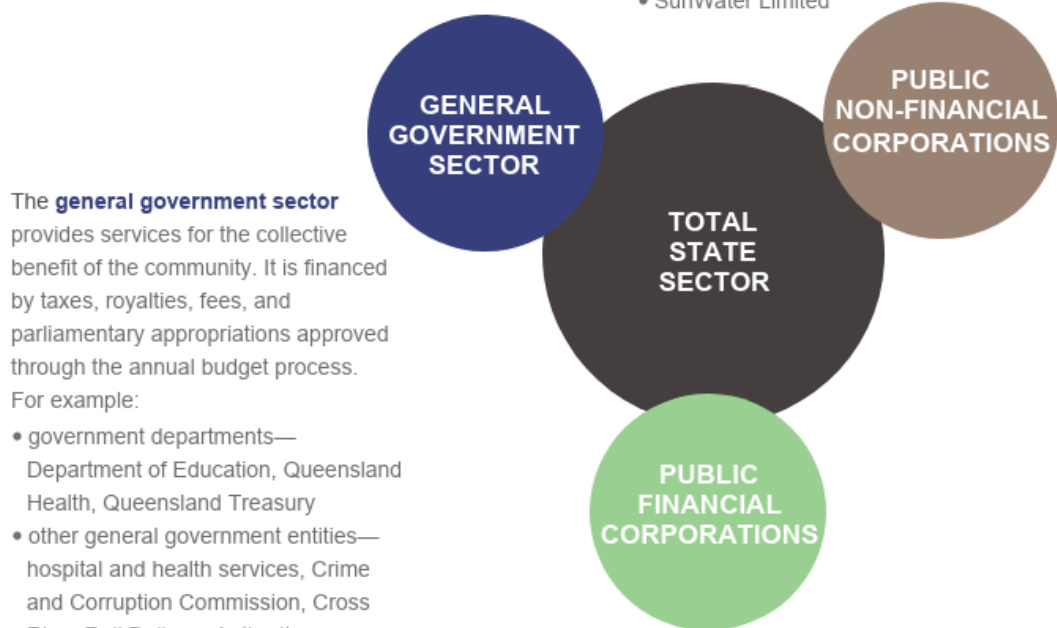 • SunWater Limited
GENERAL
GOVERNMENT
SECTOR
PUBLIC
NON-FINANCIAL
CORPORATIONS
TOTAL
STATE
SECTOR
The general government sector
provides services for the collective
benefit of the community. It is financed
by taxes, royalties, fees, and
parliamentary appropriations approved
through the annual budget process.
For example:
• government departments—
Department of Education, Queensland
Health, Queensland Treasury
• other general government entities—
hospital and health services, Crime
and Corruption Commission, Cross
PUBLIC
FINANCIAL
CORPORATIONS